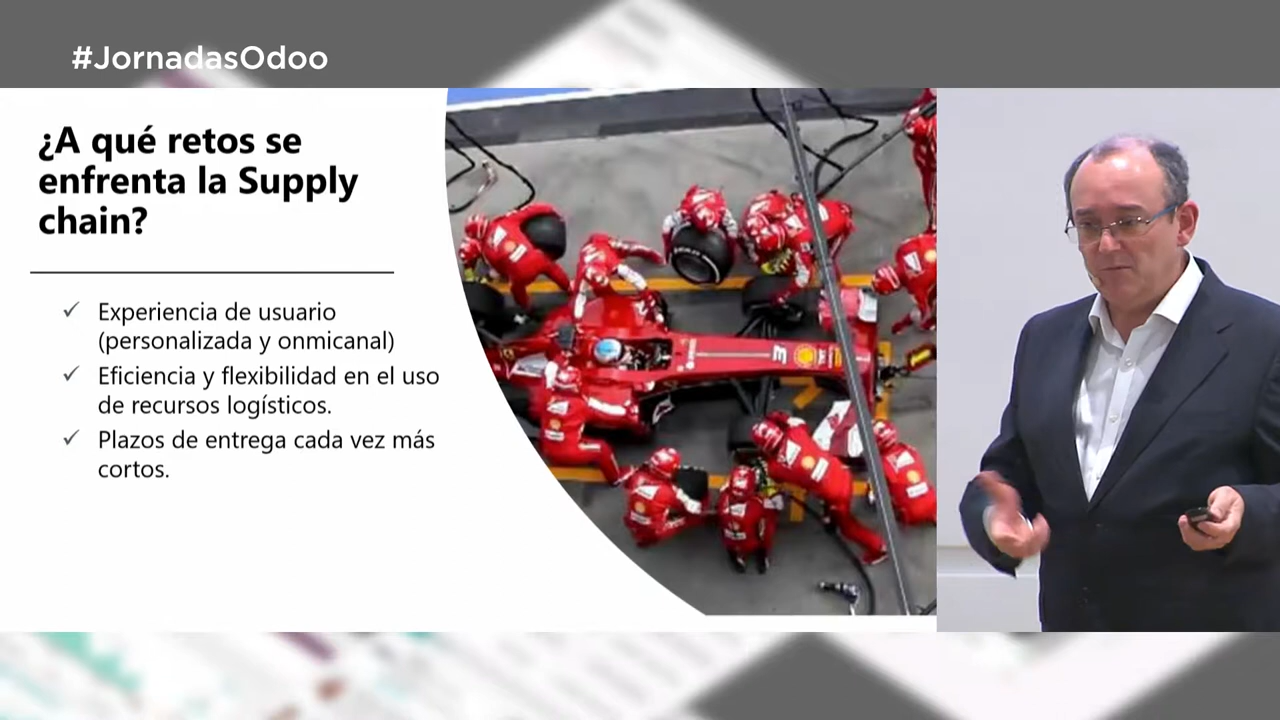 #JornadasOdoo
¿A qué retos se
enfrenta la Supply
chain?
✓ Experiencia de usuario
(personalizada y onmicanal)
✓ Eficiencia y flexibilidad en el uso
de recursos logísticos.
✓ Plazos de entrega cada vez más
cortos.
3